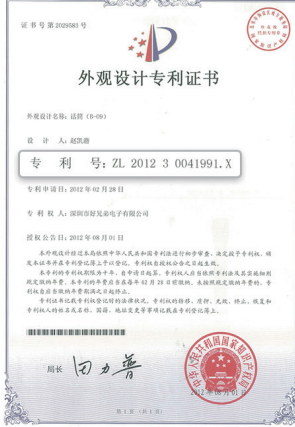 证书号第2029583号
外观设计专利证书
外观设计名称：话筒（B-09）
设 计 人：赵凯
专 利 号：ZL 2012 3 0041991.X
专利申请日：2012年02月28日
专 利 权 人：深圳市好兄弟电子有限公司
授权公告日：2012年08月01日
本外观设计经过本局依照中华人民共和国专利法进行初步审查，决定授予专利权，颁
发本证书并在专利登记簿上予以登记。专利权自授权公告之日起生效。
本专利的专利权期限为十年，自申请日起算。专利权人应当依照专利法及其实施细则
规定缴纳年费。本专利的年费应当在每年02月28日前缴纳。未按照规定缴纳年费的，专
利权自应当缴纳年费期满之日起终止。
专利证书记载专利权登记时的法律状况。专利权的转移、质押、无效、终止、恢复和
专利权人的姓名或名称、国籍、地址变更等事项记载在专利登记簿上。
局长 田力普
中华人民共和国国家知识产权局
2012年08月01日
第1页（共1页）